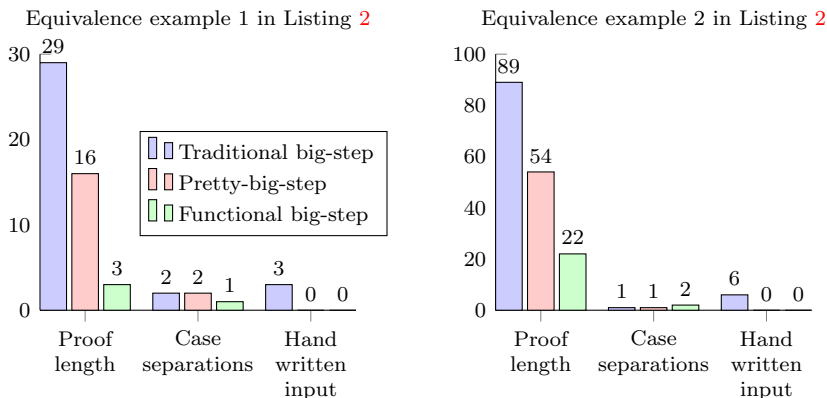 Equivalence example 1 in Listing 2
30
20
10
0
29
16
3
2
2
1
3
0
0
Traditional big-step
Pretty-big-step
Functional big-step
Proof
length
Case
separations
Hand
written
input
Equivalence example 2 in Listing 2
100
80
60
40
20
0
89
54
22
1
1
2
6
0
0
Proof
length
Case
separations
Hand
written
input